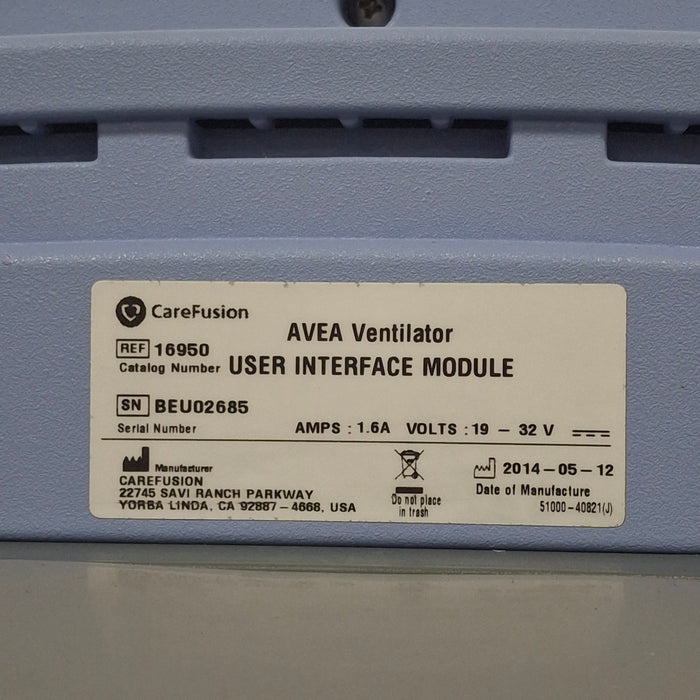 CareFusion
AVEA Ventilator
REF 16950
Catalog Number
USER INTERFACE MODULE
SN BEU02685
Serial Number
AMPS : 1.6A VOLTS : 19 – 32 V
Manufacturer
CAREFUSION
22745 SAVI RANCH PARKWAY
YORBA LINDA, CA 92887–4668, USA
Do not place
in trash
2014–05–12
Date of Manufacture
51000–40821(J)